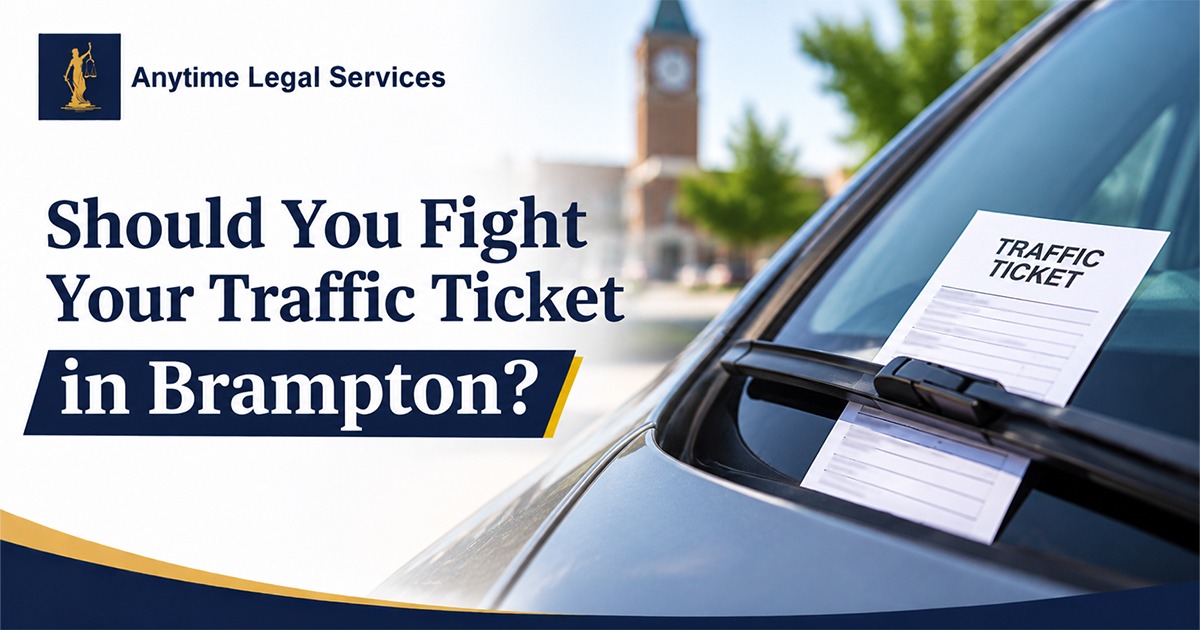 Anytime Legal Services
Should You Fight
Your Traffic Ticket
in Brampton?
TRAFFIC
TICKET